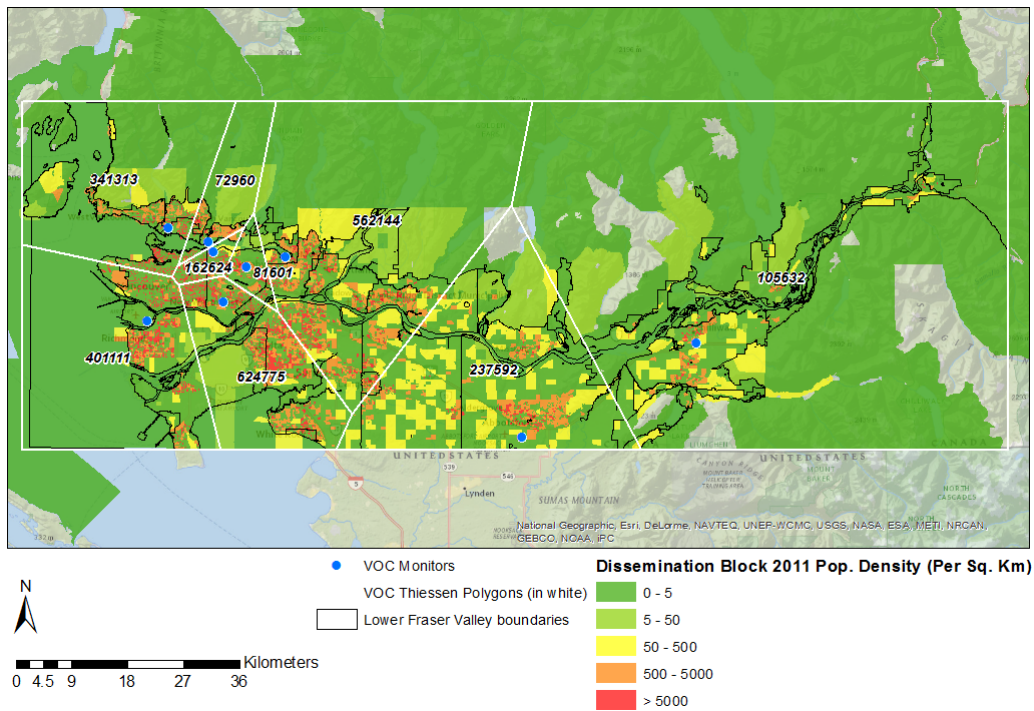 341313
72960
562144
162624
81601
105632
401111
624775
237592
UNITED STATES
UNITED STATES
CANADA
539
546
5
Lynden
SUMAS MOUNTAIN
NORTH
CASCADES
National Geographic, Esri, DeLorme, NAVTEQ, UNEP-WCMC, USGS, NASA, ESA, METI, NRCAN,
GEBCO, NOAA, iPC
N
VOC Monitors
VOC Thiessen Polygons (in white)
Lower Fraser Valley boundaries
Kilometers
0 4.5 9 18 27 36
Dissemination Block 2011 Pop. Density (Per Sq. Km)
0 - 5
5 - 50
50 - 500
500 - 5000
> 5000